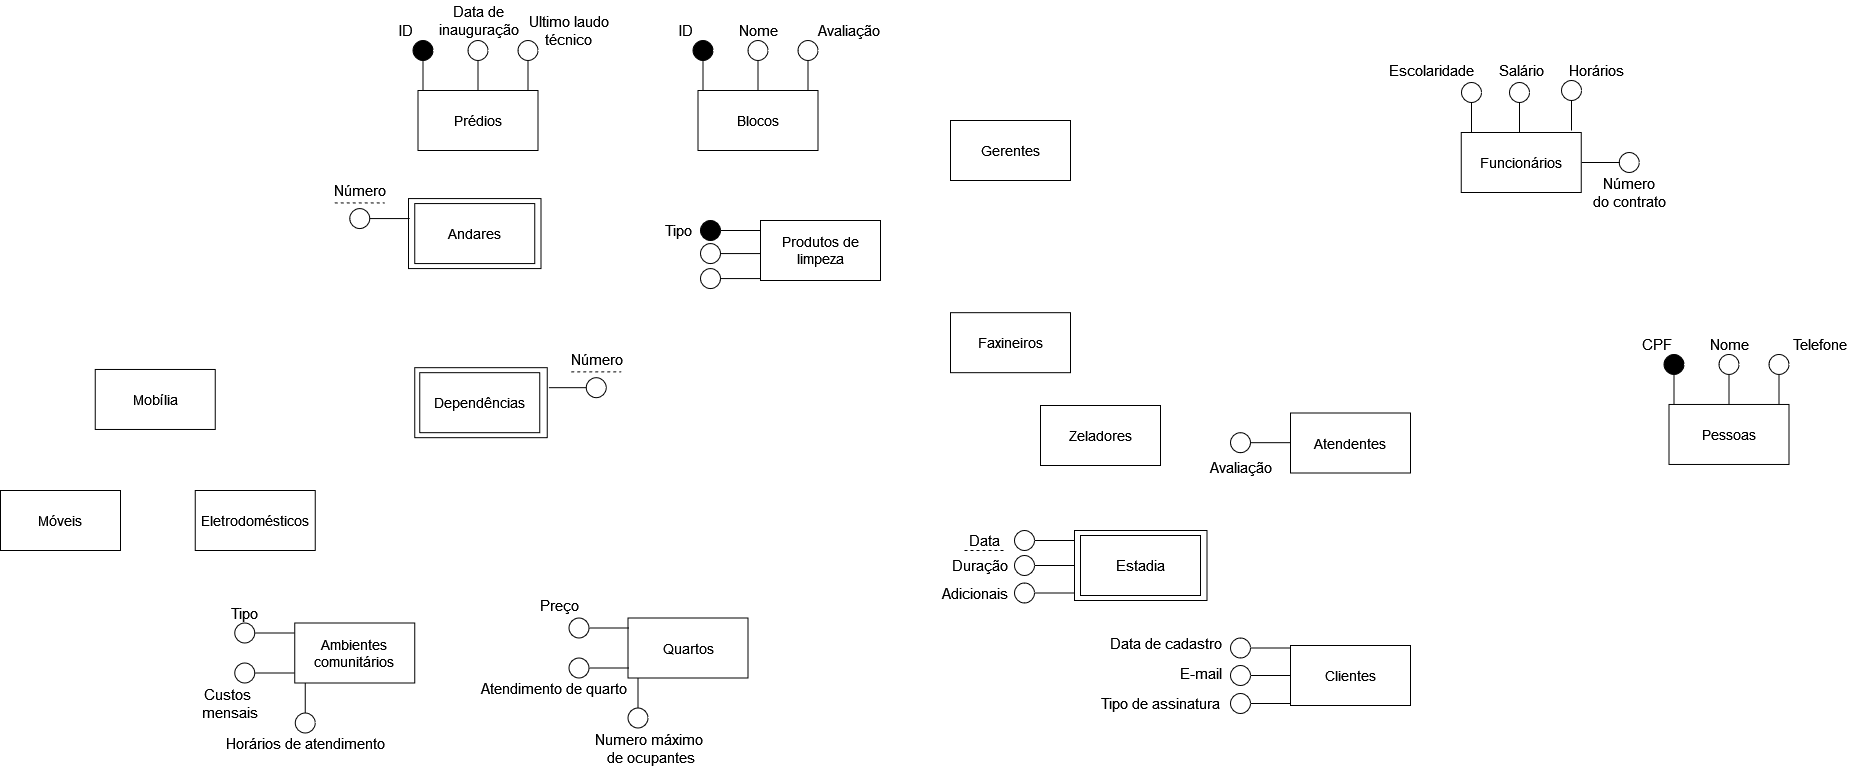 ID
Data de
inauguração
Ultimo laudo
técnico
Prédios
ID
Nome
Avaliação
Blocos
Gerentes
Escolaridade
Salário
Horários
Funcionários
Número
do contrato
Número
Andares
Tipo
Produtos de
limpeza
Faxineiros
Mobília
Dependências
Número
Zeladores
Avaliação
Atendentes
CPF
Nome
Telefone
Pessoas
Móveis
Eletrodomésticos
Data
Duração
Adicionais
Estadia
Tipo
Custos
mensais
Ambientes
comunitários
Horários de atendimento
Preço
Atendimento de quarto
Quartos
Numero máximo
de ocupantes
Data de cadastro
E-mail
Tipo de assinatura
Clientes